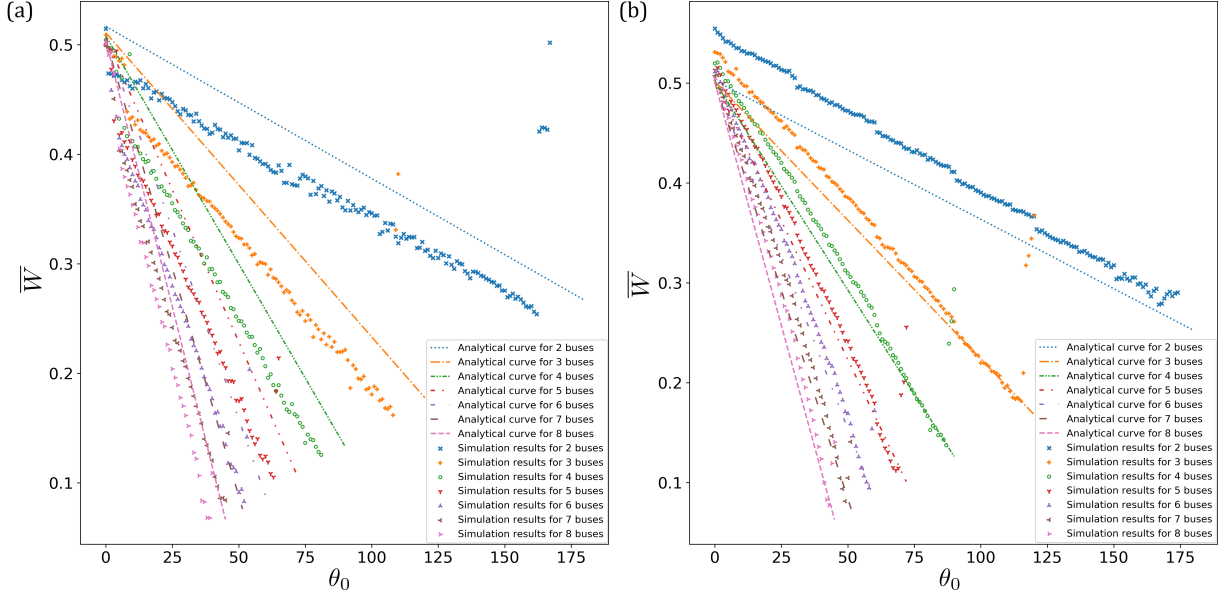 (a)
0.5
0.4
0.3
0.2
0.1
W
0
25
50
75
100
125
150
175
θ0
Analytical curve for 2 buses
Analytical curve for 3 buses
Analytical curve for 4 buses
Analytical curve for 5 buses
Analytical curve for 6 buses
Analytical curve for 7 buses
Analytical curve for 8 buses
Simulation results for 2 buses
Simulation results for 3 buses
Simulation results for 4 buses
Simulation results for 5 buses
Simulation results for 6 buses
Simulation results for 7 buses
Simulation results for 8 buses
(b)
0.5
0.4
0.3
0.2
0.1
W
0
25
50
75
100
125
150
175
θ0
Analytical curve for 2 buses
Analytical curve for 3 buses
Analytical curve for 4 buses
Analytical curve for 5 buses
Analytical curve for 6 buses
Analytical curve for 7 buses
Analytical curve for 8 buses
Simulation results for 2 buses
Simulation results for 3 buses
Simulation results for 4 buses
Simulation results for 5 buses
Simulation results for 6 buses
Simulation results for 7 buses
Simulation results for 8 buses